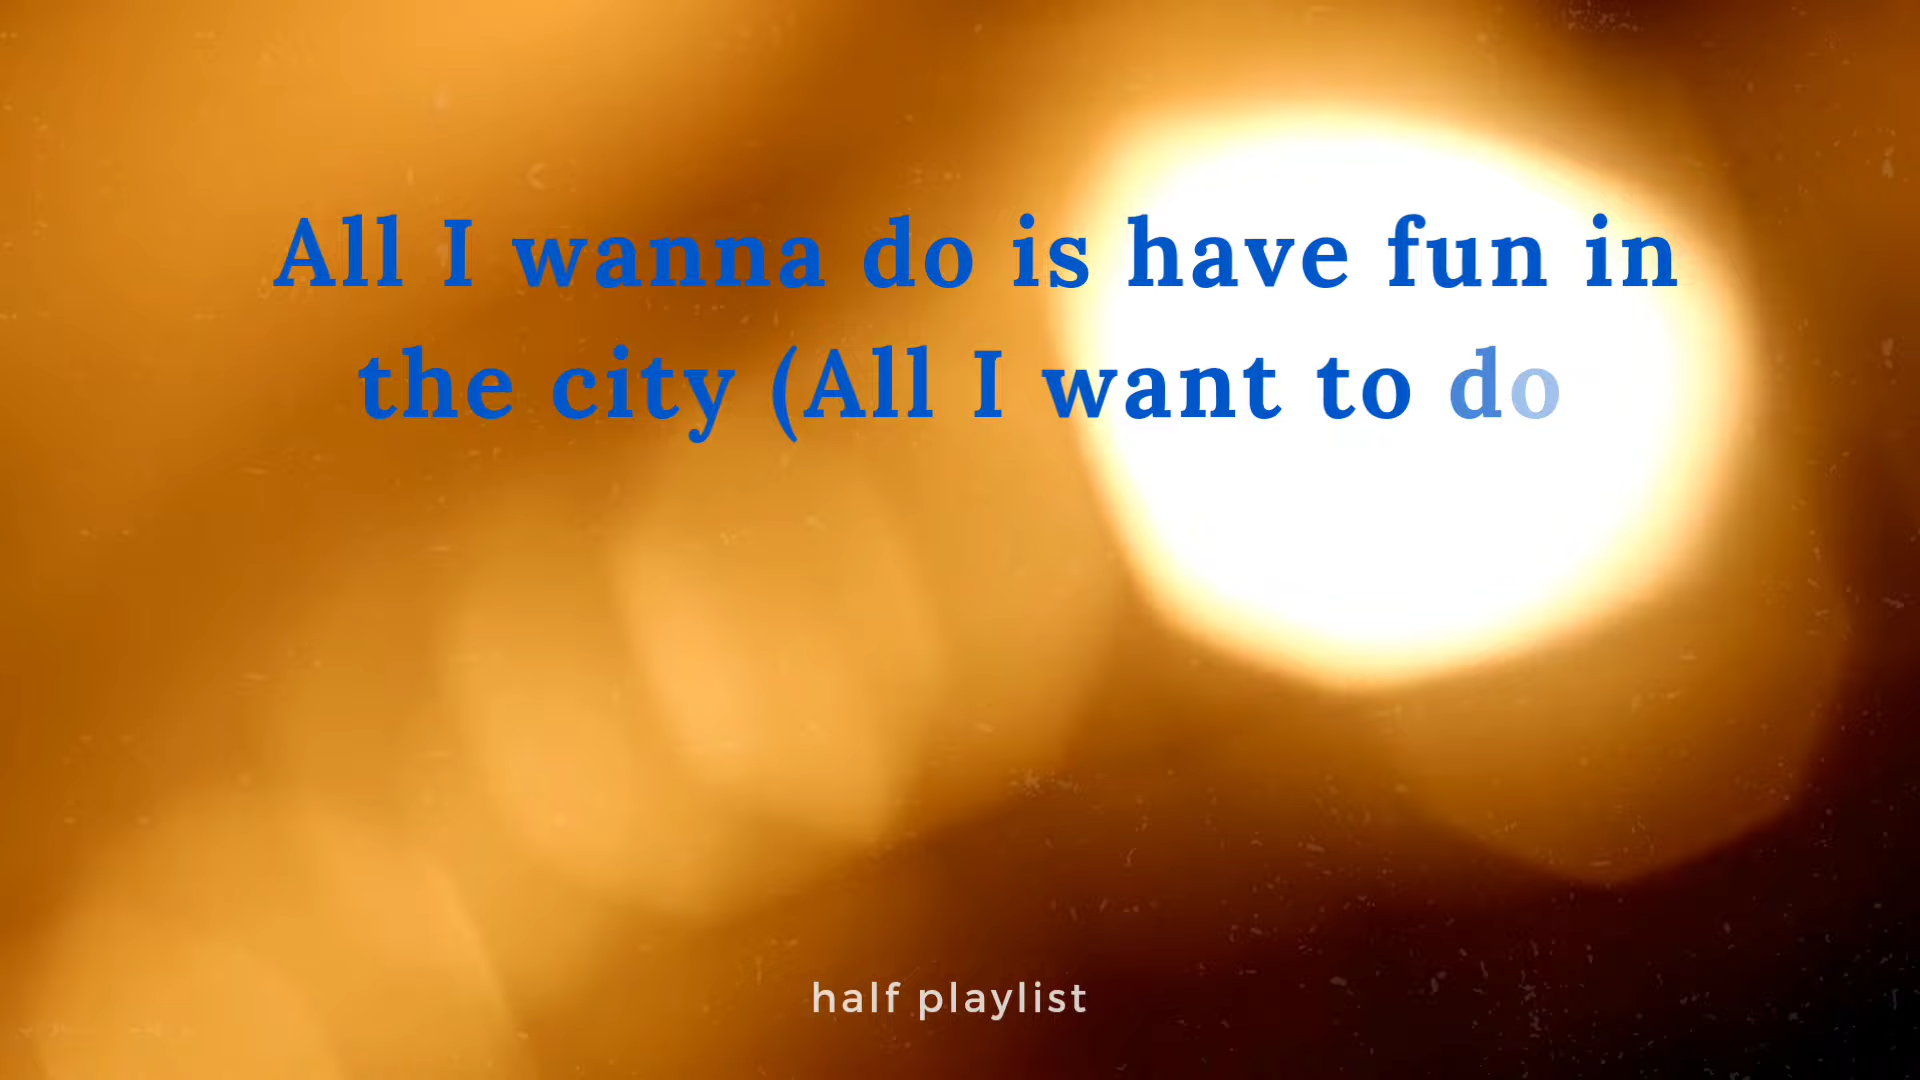 All I wanna do is have fun in
the city (All I want to do
half playlist